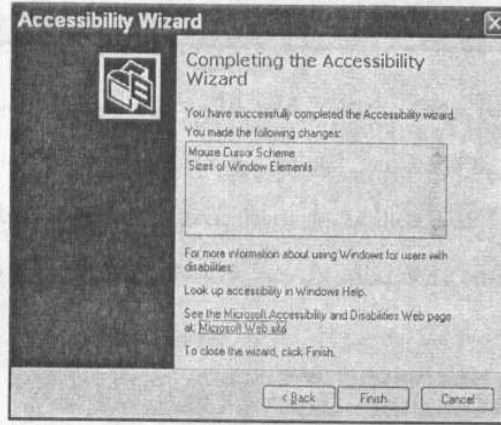 Accessibility Wizard
Completing the Accessibility
Wizard
You have successfully completed the Accessibility wizard.
You made the following changes:
Mouse Cursor Scheme
Sizes of Window Elements
For more information about using Windows for users with
disabilities:
Look up accessibility in Windows Help.
See the Microsoft Accessibility and Disabilities Web page
at: Microsoft Web site
To close the wizard, click Finish.
< Back
Finish
Cancel